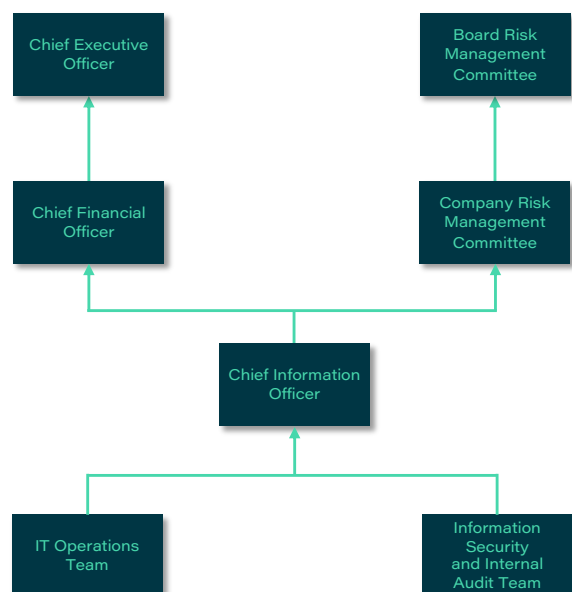 Chief Executive
Officer
Board Risk
Management
Committee
Chief Financial
Officer
Company Risk
Management
Committee
Chief Information
Officer
IT Operations
Team
Information
Security
and Internal
Audit Team